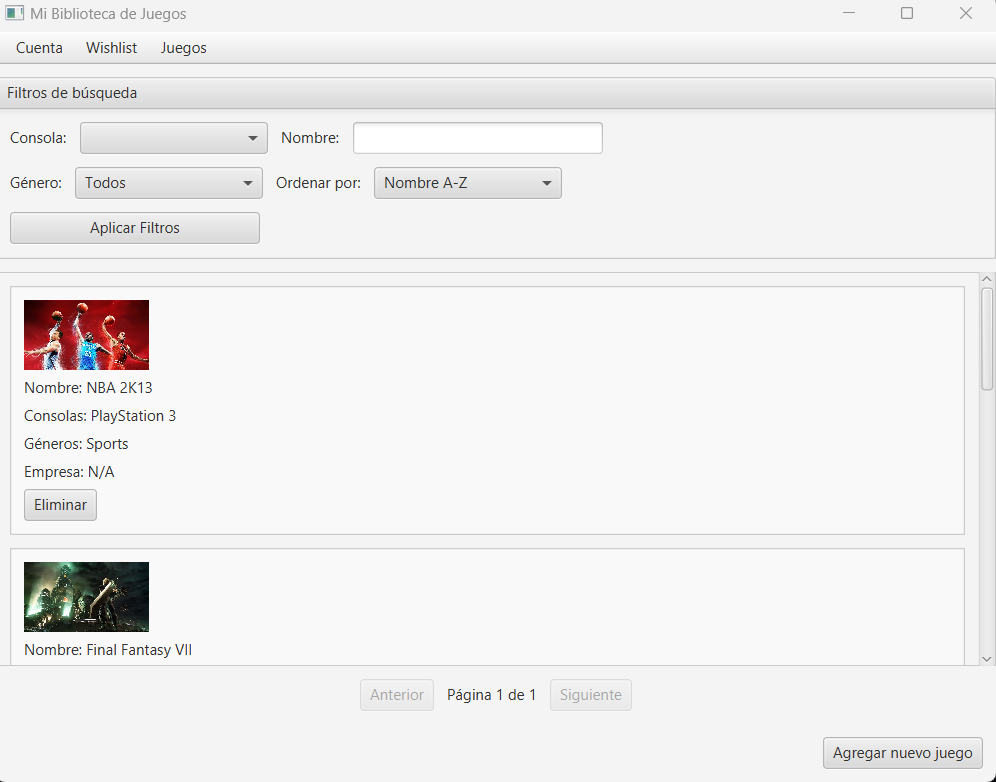 Mi Biblioteca de Juegos
Cuenta Wishlist Juegos
Filtros de búsqueda
Consola: Nombre:
Género: Todos Ordenar por: Nombre A-Z
Aplicar Filtros
Nombre: NBA 2K13
Consolas: PlayStation 3
Géneros: Sports
Empresa: N/A
Eliminar
Nombre: Final Fantasy VII
Anterior Página 1 de 1 Siguiente
Agregar nuevo juego